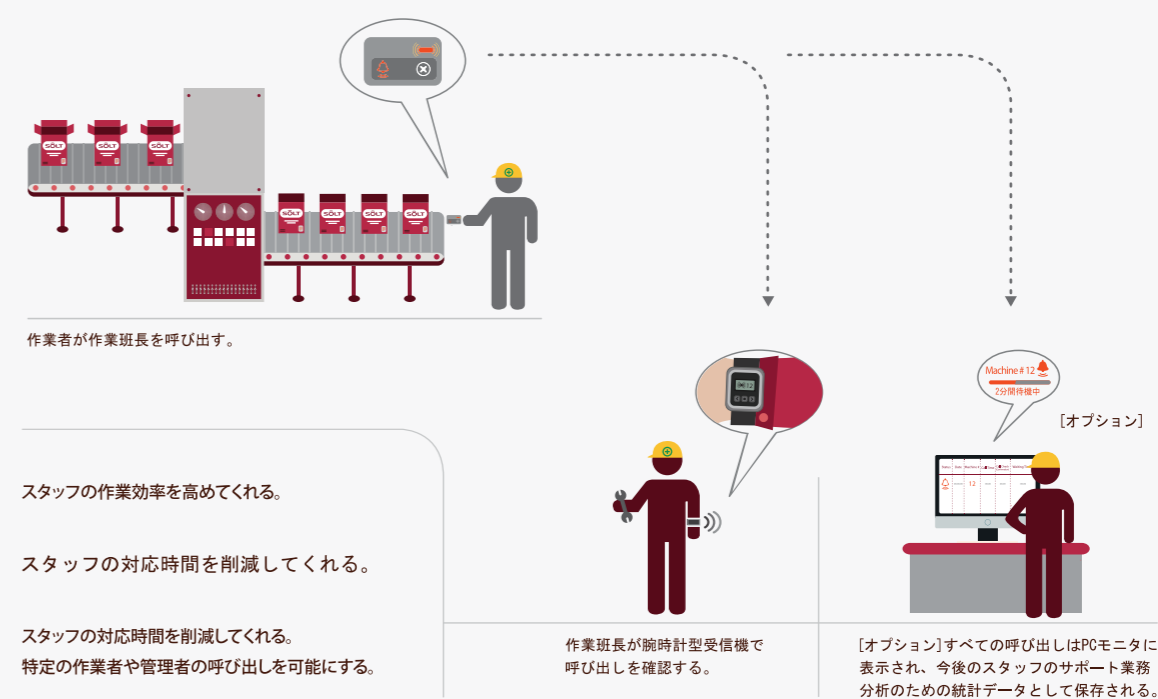 SÖLT
SÖLT
SÖLT
SÖLT
SÖLT
SÖLT
SÖLT
作業者が作業班長を呼び出す。
12
Machine # 12
2分間待機中
[オプション]
12
スタッフの作業効率を高めてくれる。
スタッフの対応時間を削減してくれる。
スタッフの対応時間を削減してくれる。
特定の作業者や管理者の呼び出しを可能にする。
作業班長が腕時計型受信機で
呼び出しを確認する。
[オプション]すべての呼び出しはPCモニタに
表示され、今後のスタッフのサポート業務
分析のための統計データとして保存される。